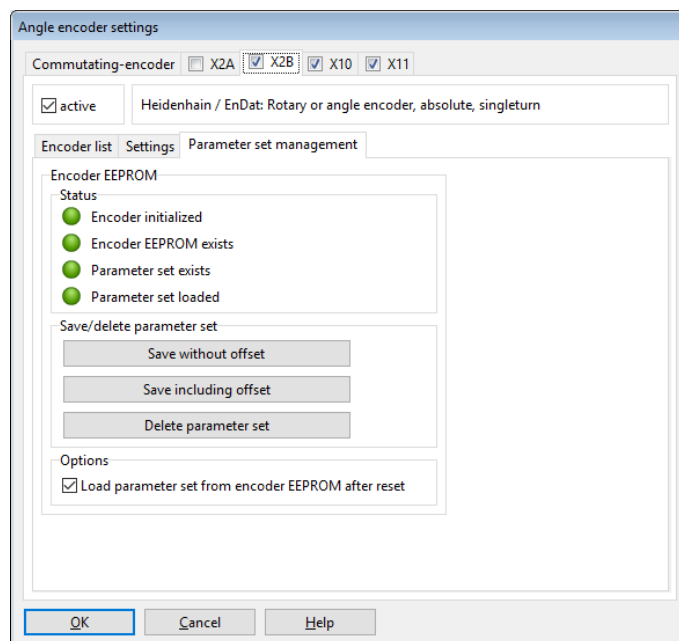 Angle encoder settings
Commutating-encoder X2A X2B X10 X11
active Heidenhain / EnDat: Rotary or angle encoder, absolute, singleturn
Encoder list Settings Parameter set management
Encoder EEPROM
Status
Encoder initialized
Encoder EEPROM exists
Parameter set exists
Parameter set loaded
Save/delete parameter set
Save without offset
Save including offset
Delete parameter set
Options
Load parameter set from encoder EEPROM after reset
OK Cancel Help